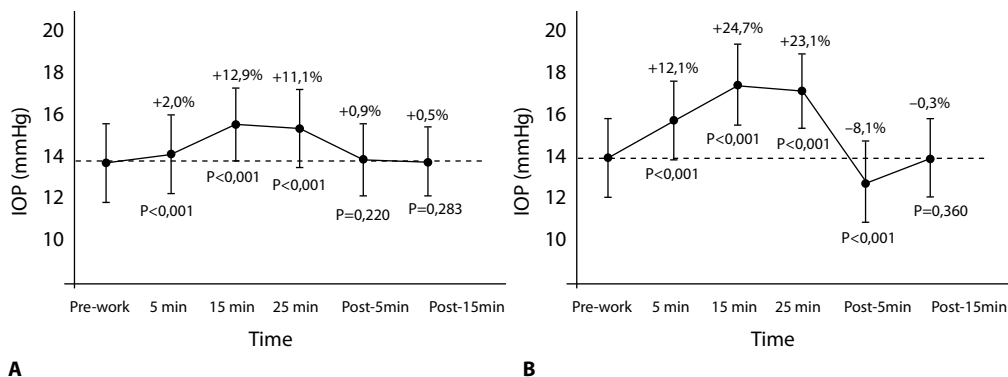 20
18
16
14
12
10
IOP (mmHg)
+2,0%
+12,9%
+11,1%
+0,9%
+0,5%
P<0,001
P<0,001
P<0,001
P=0,220
P=0,283
Pre-work 5 min 15 min 25 min Post-5min Post-15min
Time
A
20
18
16
14
12
10
IOP (mmHg)
+12,1%
+24,7%
+23,1%
–8,1%
–0,3%
P<0,001
P<0,001
P<0,001
P<0,001
P=0,360
Pre-work 5 min 15 min 25 min Post-5min Post-15min
Time
B